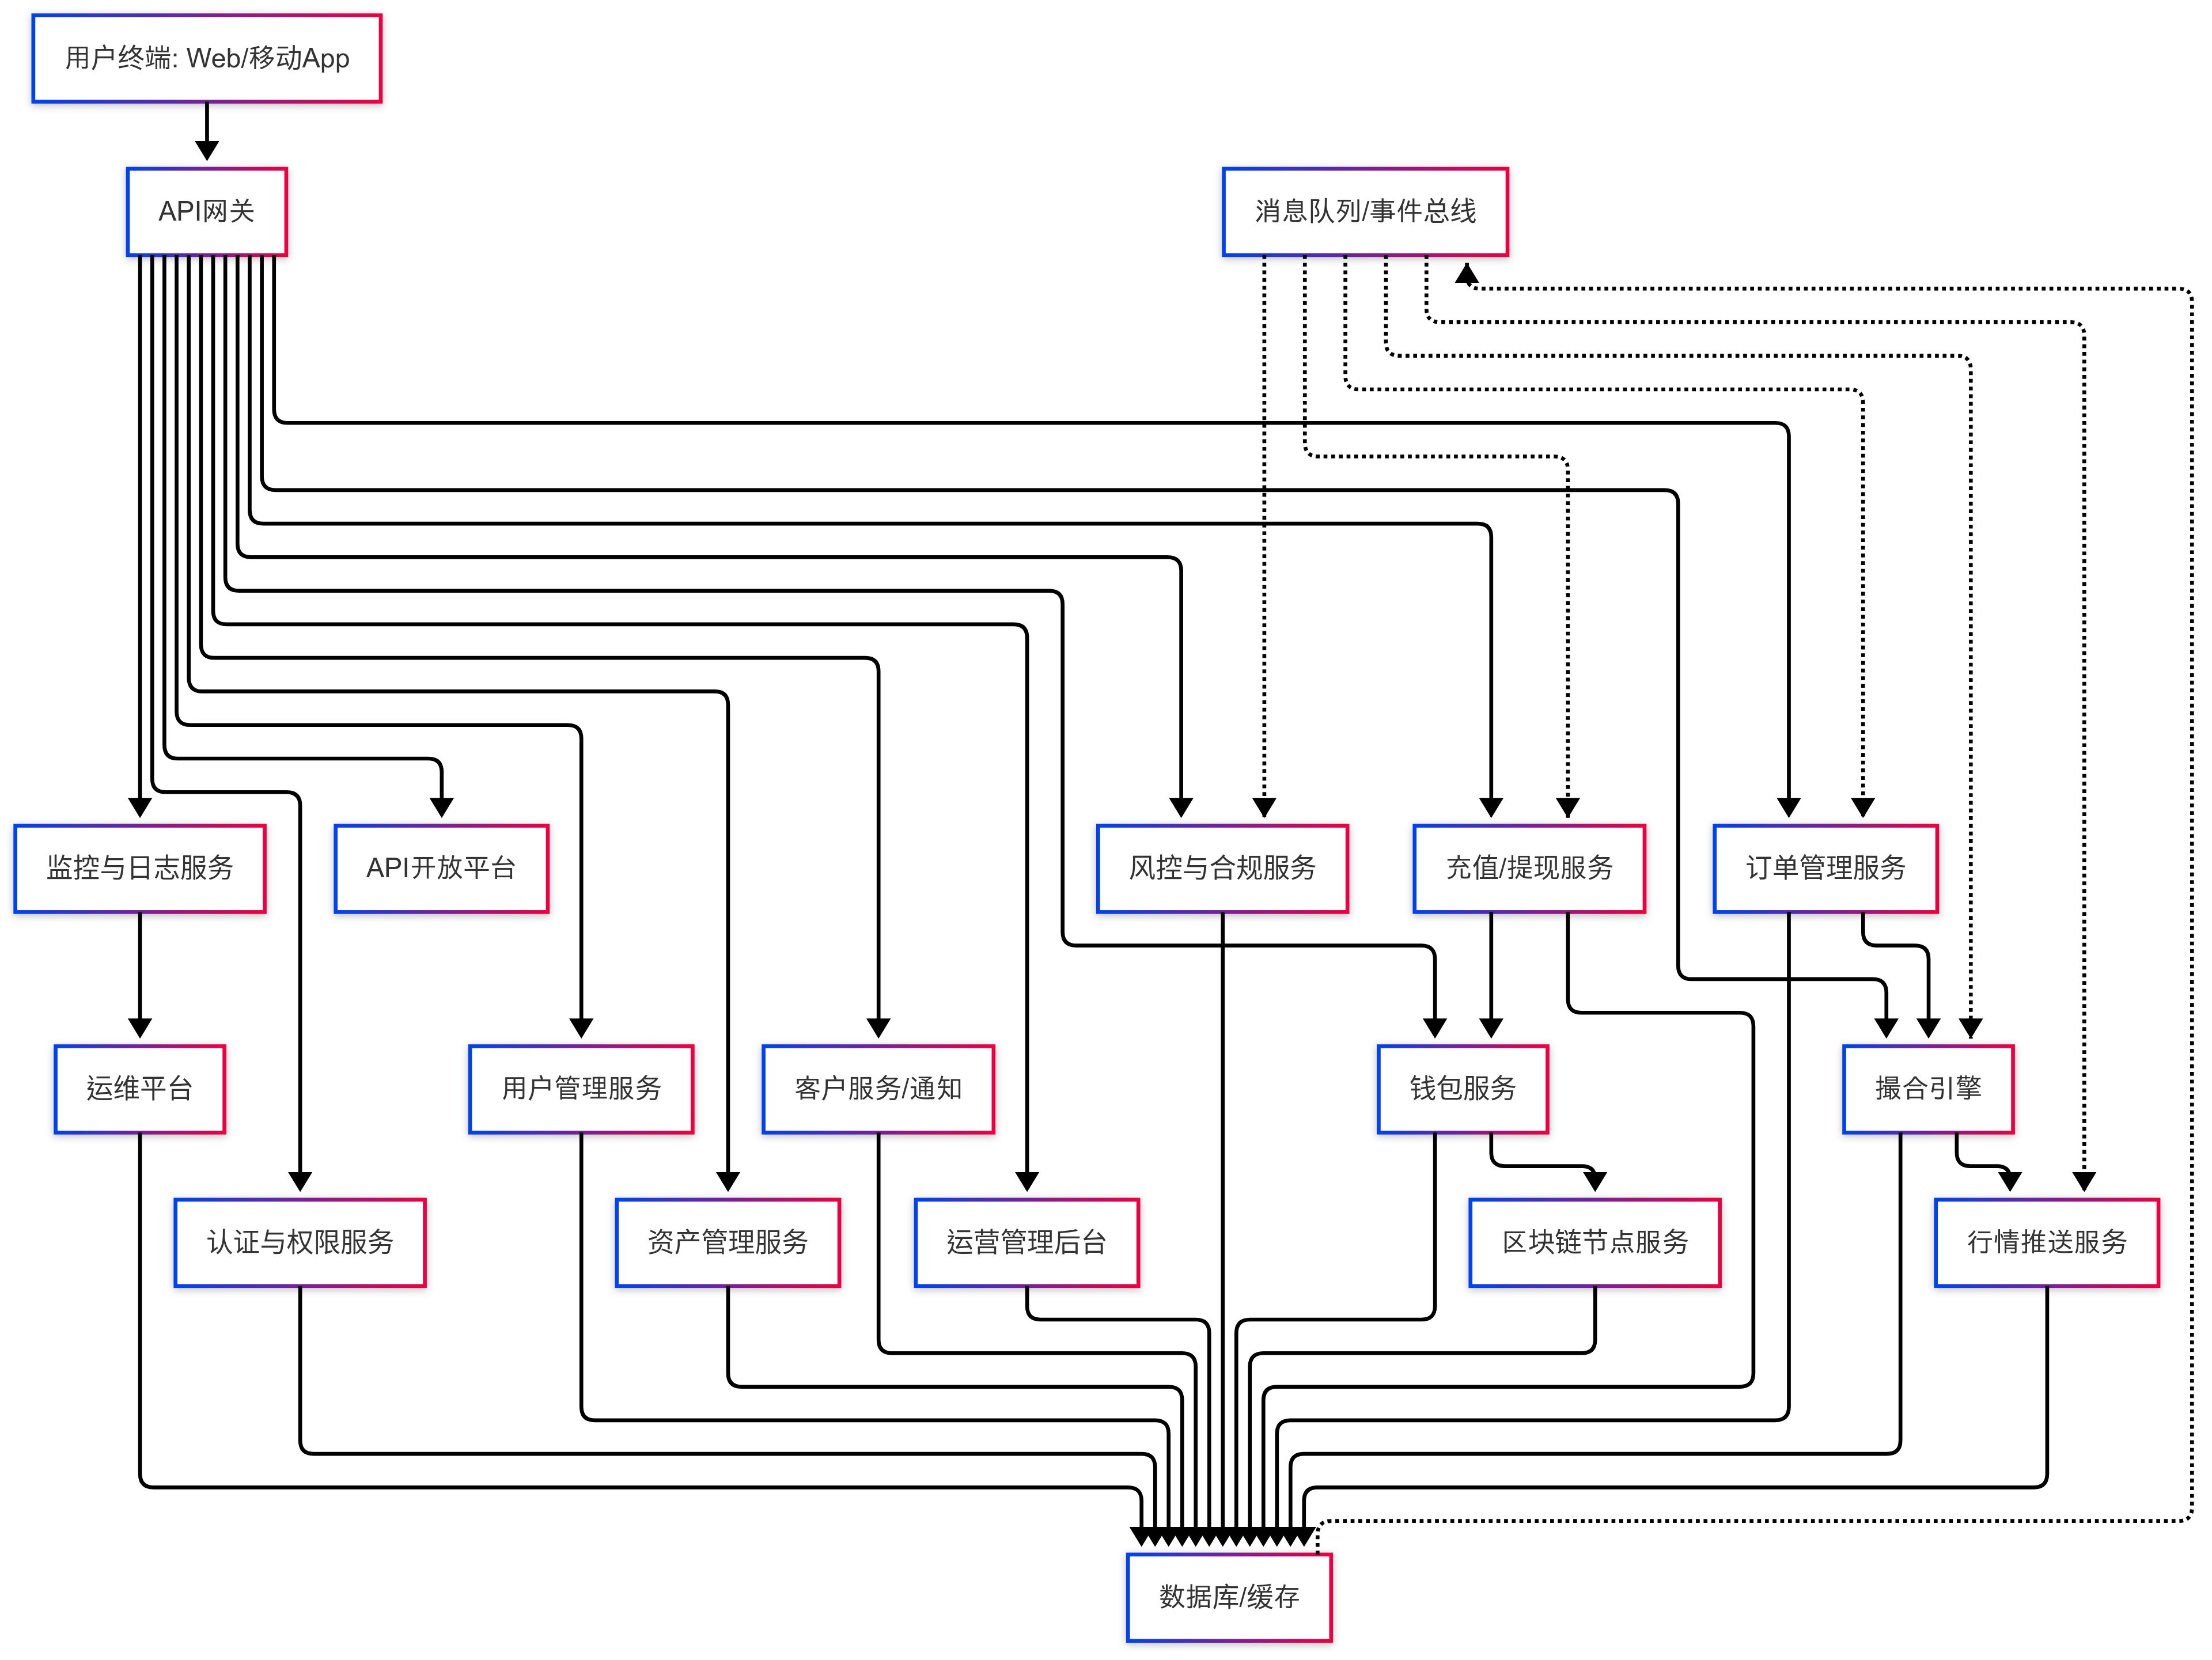 用户终端: Web/移动App
API网关
消息队列/事件总线
监控与日志服务
API开放平台
风控与合规服务
充值/提现服务
订单管理服务
运维平台
用户管理服务
客户服务/通知
钱包服务
撮合引擎
认证与权限服务
资产管理服务
运营管理后台
区块链节点服务
行情推送服务
数据库/缓存